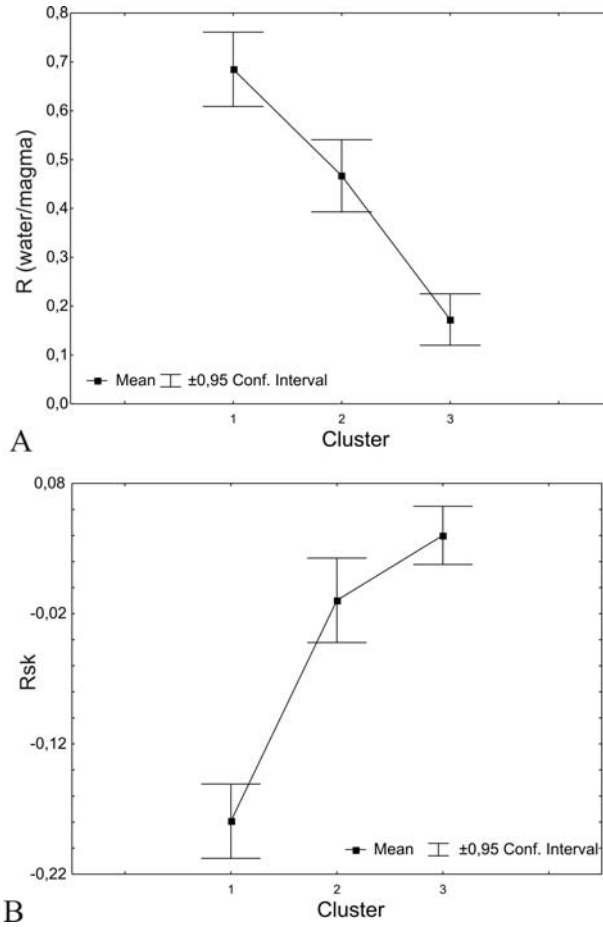 0,8
0,7
0,6
0,5
0,4
0,3
0,2
0,1
0,0
R (water/magma)
Mean ±0,95 Conf. Interval
1 2 3
Cluster
A
0,08
-0,02
-0,12
-0,22
Rsk
Mean ±0,95 Conf. Interval
1 2 3
Cluster
B